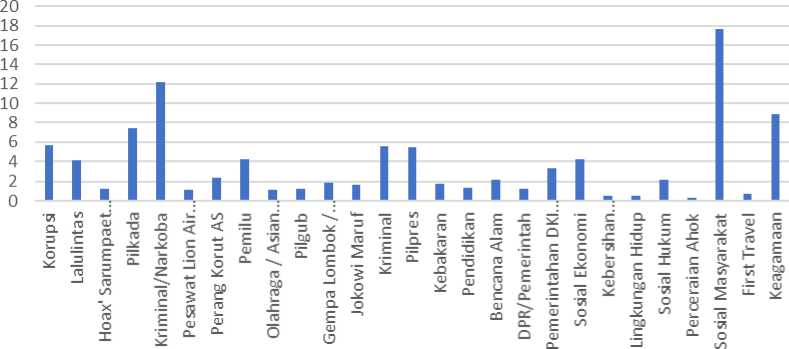 20
18
16
14
12
10
8
6
4
2
0
Korupsi
Lalulintas
Hoax' Sarumpaet...
Pilkada
Kriminal/Narkoba
Pesawat Lion Air...
Perang Korut AS
Pemilu
Olahraga / Asian...
Pilgub
Gempa Lombok /...
Jokowi Maruf
Kriminal
Pilpres
Kebakaran
Pendidikan
Bencana Alam
DPR/Pemerintah
Pemerintahan DKI...
Sosial Ekonomi
Kebershan...
Lingkungan Hidup
Sosial Hukum
Perceraian Ahok
Sosial Masyarakat
First Travel
Keagamaan